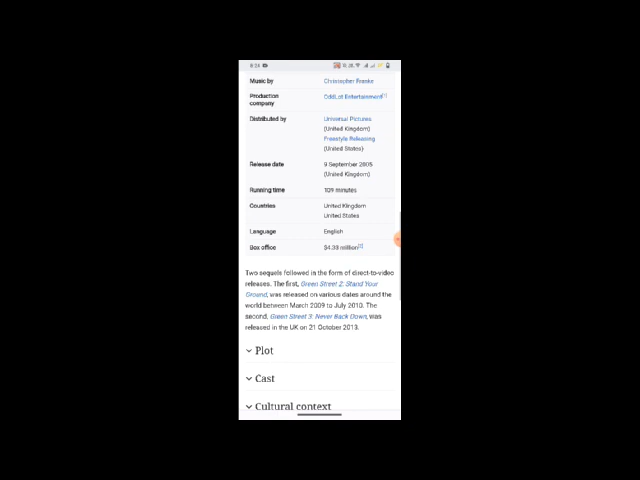 Music by Christopher Franke
Production company OddLot Entertainment[1]
Distributed by Universal Pictures
(United Kingdom)
Freestyle Releasing
(United States)
Release date 9 September 2005
(United Kingdom)
Running time 109 minutes
Countries United Kingdom
United States
Language English
Box office $4.33 million[2]
Two sequels followed in the form of direct-to-video
releases. The first, Green Street 2: Stand Your
Ground, was released on various dates around the
world between March 2009 to July 2010. The
second, Green Street 3: Never Back Down, was
released in the UK on 21 October 2013.
Plot
Cast
Cultural context